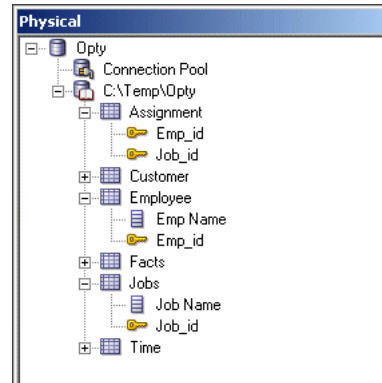 Physical
Opty
Connection Pool
C:\Temp\Opty
Assignment
Emp_id
Job_id
Customer
Employee
Emp Name
Emp_id
Facts
Jobs
Job Name
Job_id
Time